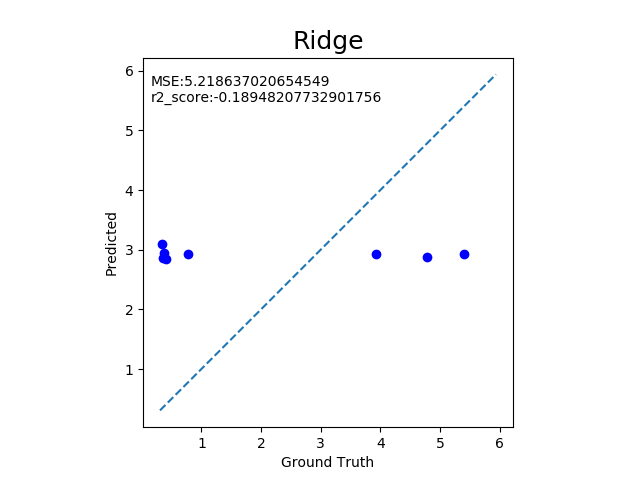 Ridge
MSE:5.218637020654549
r2_score:-0.18948207732901756
6
5
4
3
2
1
Predicted
1 2 3 4 5 6
Ground Truth